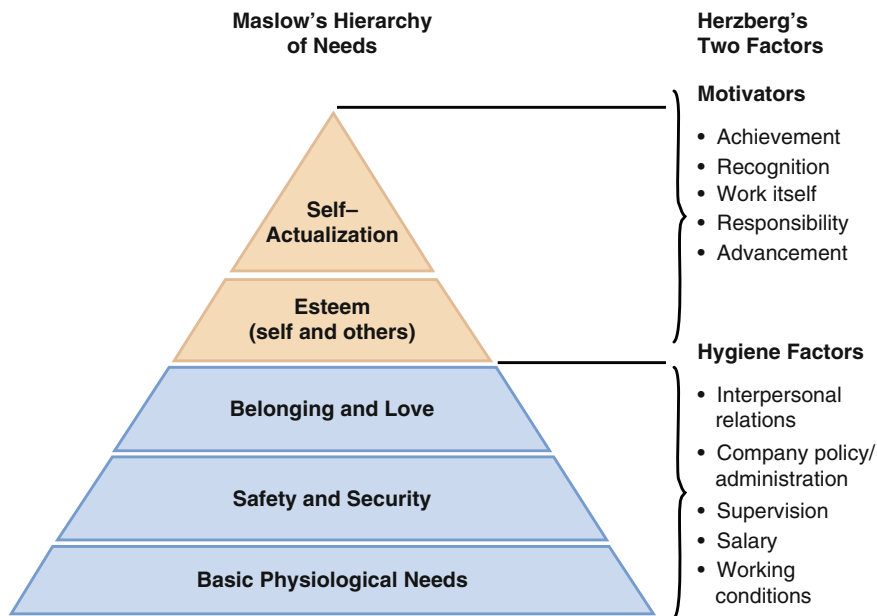 Maslow's Hierarchy
of Needs
Self–
Actualization
Esteem
(self and others)
Belonging and Love
Safety and Security
Basic Physiological Needs
Herzberg's
Two Factors
Motivators
• Achievement
• Recognition
• Work itself
• Responsibility
• Advancement
Hygiene Factors
• Interpersonal
relations
• Company policy/
administration
• Supervision
• Salary
• Working
conditions